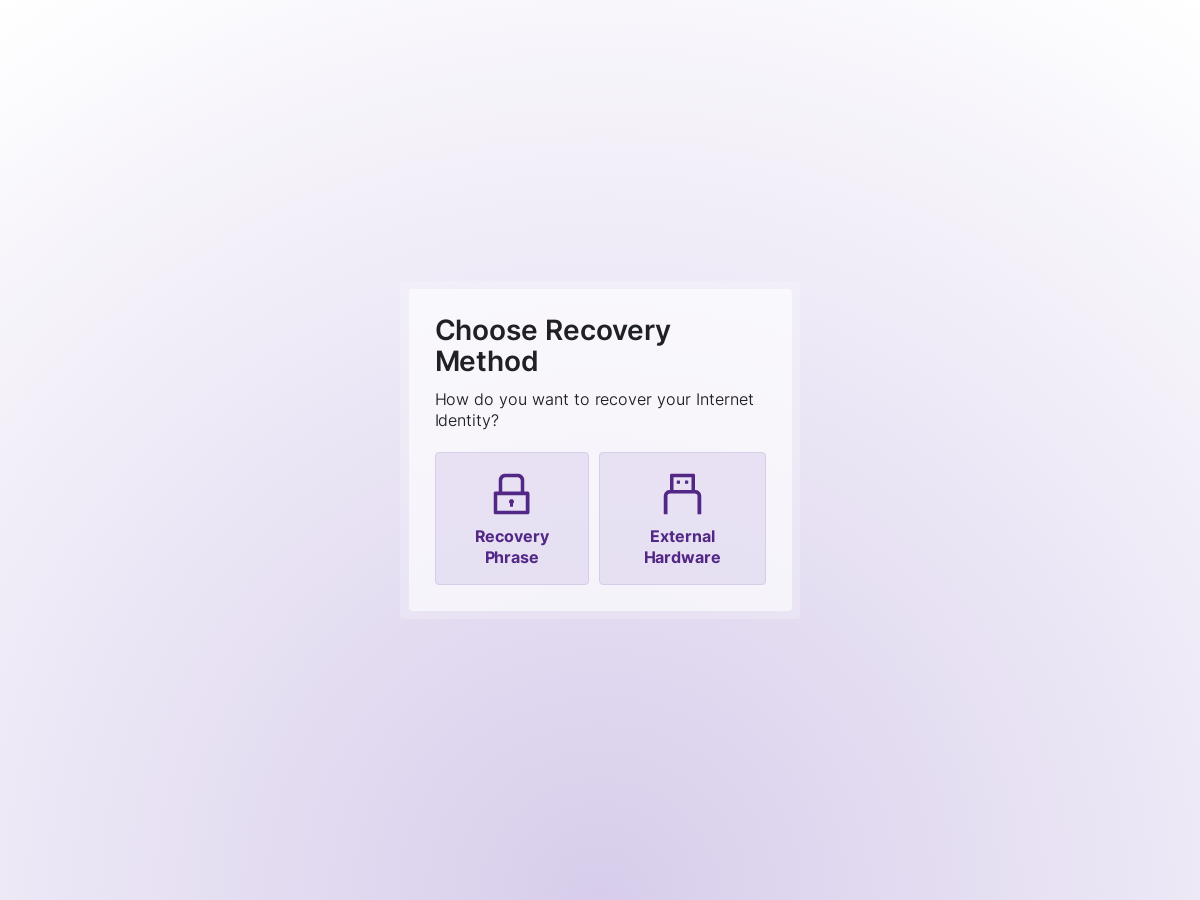 Choose Recovery
Method
How do you want to recover your Internet
Identity?
Recovery
Phrase
External
Hardware